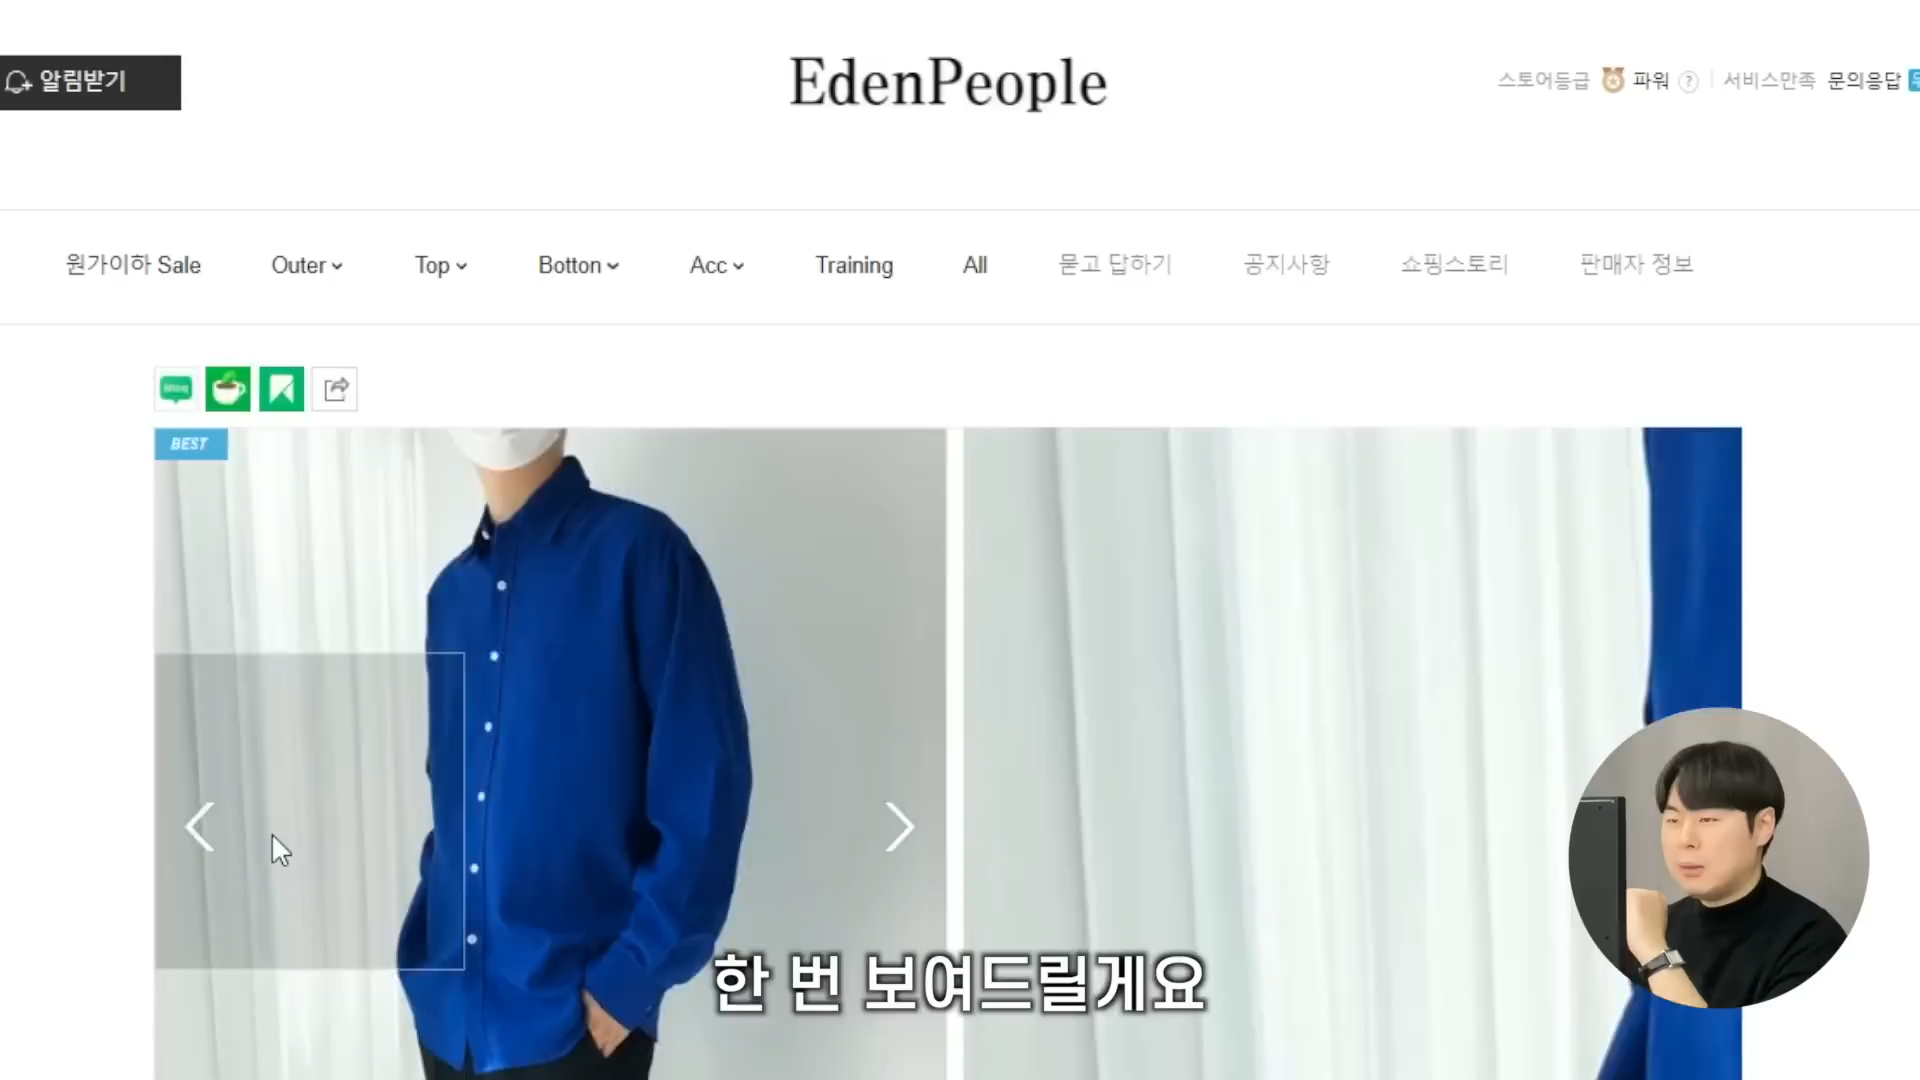 알림받기
EdenPeople
스토어등급 파워 ? 서비스만족 문의응답
원가이하 Sale Outer Top Botton Acc Training All 묻고 답하기 공지사항 쇼핑스토리 판매자 정보
BEST
한 번 보여드릴게요